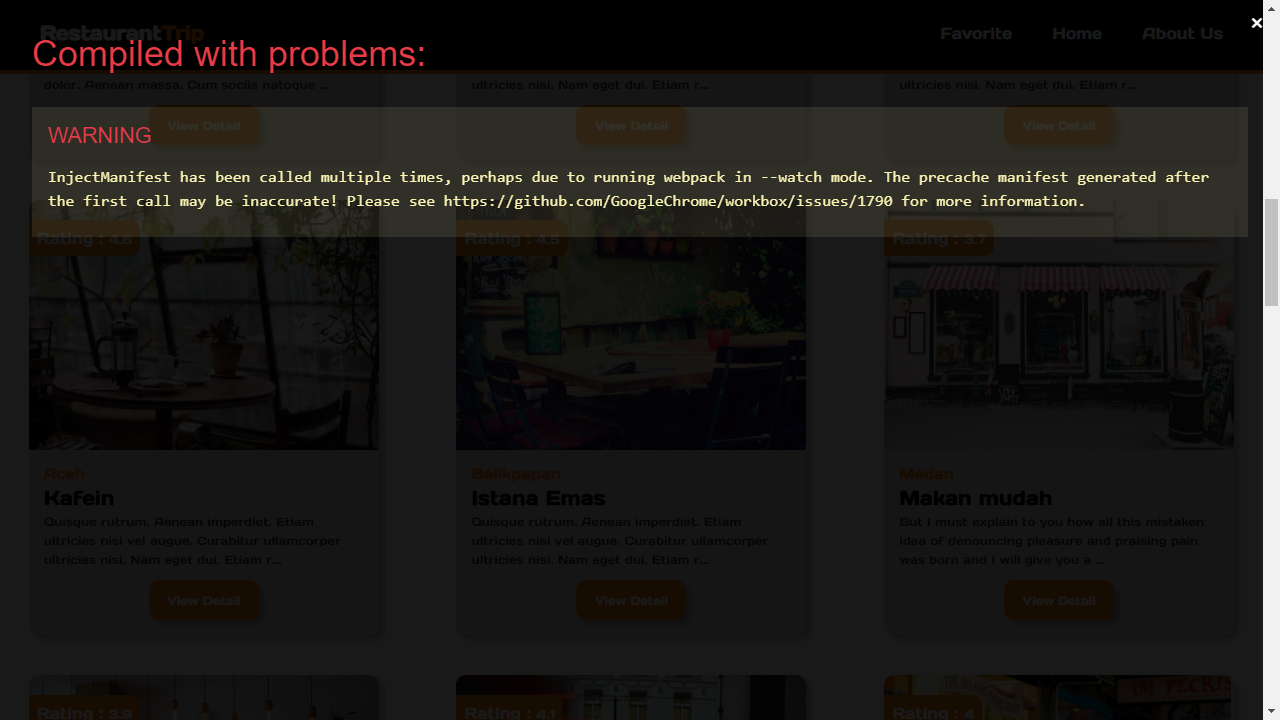 RestaurantTrip
Favorite Home About Us
Compiled with problems:
dolor. Aenean massa. Cum sociis natoque ...
ultricies nisi. Nam eget dui. Etiam r...
ultricies nisi. Nam eget dui. Etiam r...
View Detail
View Detail
View Detail
WARNING
InjectManifest has been called multiple times, perhaps due to running webpack in --watch mode. The precache manifest generated after
the first call may be inaccurate! Please see https://github.com/GoogleChrome/workbox/issues/1790 for more information.
Rating : 4.6
Rating : 4.5
Rating : 3.7
Aceh
Kafein
Quisque rutrum. Aenean imperdiet. Etiam
ultricies nisi vel augue. Curabitur ullamcorper
ultricies nisi. Nam eget dui. Etiam r...
View Detail
Balikpapan
Istana Emas
Quisque rutrum. Aenean imperdiet. Etiam
ultricies nisi vel augue. Curabitur ullamcorper
ultricies nisi. Nam eget dui. Etiam r...
View Detail
Medan
Makan mudah
But I must explain to you how all this mistaken
idea of denouncing pleasure and praising pain
was born and I will give you a ...
View Detail
Rating : 3.9
Rating : 4.1
Rating : 4